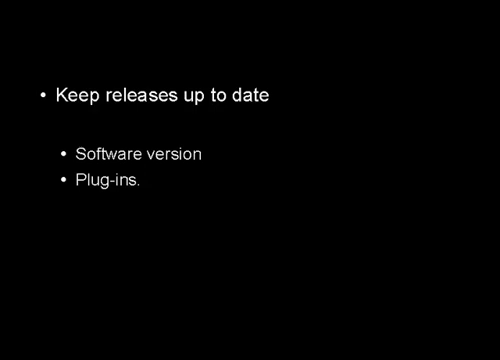 • Keep releases up to date
• Software version
• Plug-ins.